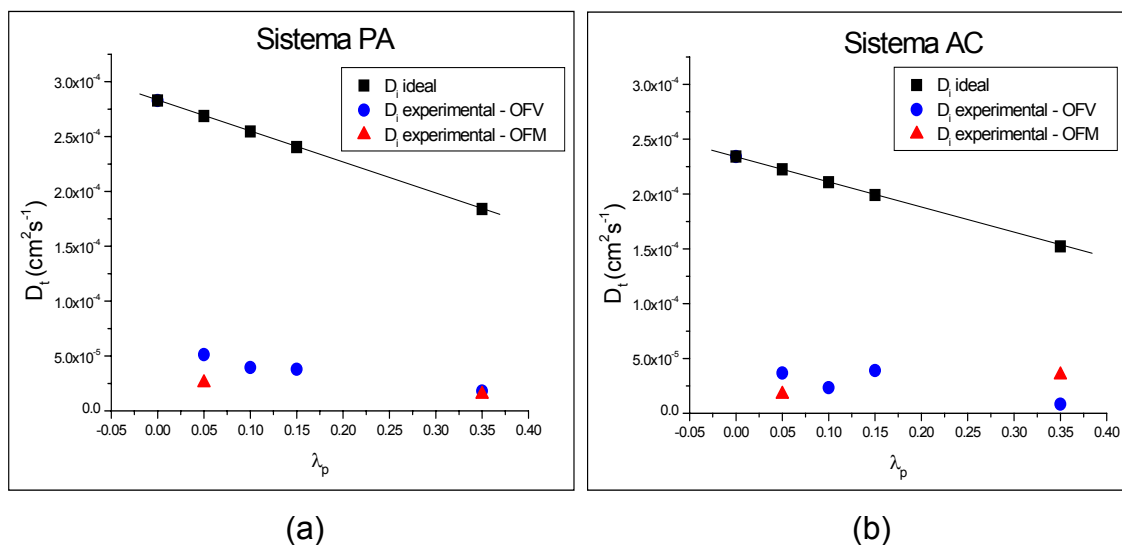 Sistema PA
D_i ideal
D_i experimental - OFV
D_i experimental - OFM
3.0x10⁻⁴
2.5x10⁻⁴
2.0x10⁻⁴
1.5x10⁻⁴
1.0x10⁻⁴
5.0x10⁻⁵
0.0
D_t (cm²s⁻¹)
-0.05 0.00 0.05 0.10 0.15 0.20 0.25 0.30 0.35 0.40
λ_p
(a)
Sistema AC
D_i ideal
D_i experimental - OFV
D_i experimental - OFM
3.0x10⁻⁴
2.5x10⁻⁴
2.0x10⁻⁴
1.5x10⁻⁴
1.0x10⁻⁴
5.0x10⁻⁵
0.0
D_t (cm²s⁻¹)
-0.05 0.00 0.05 0.10 0.15 0.20 0.25 0.30 0.35 0.40
λ_p
(b)